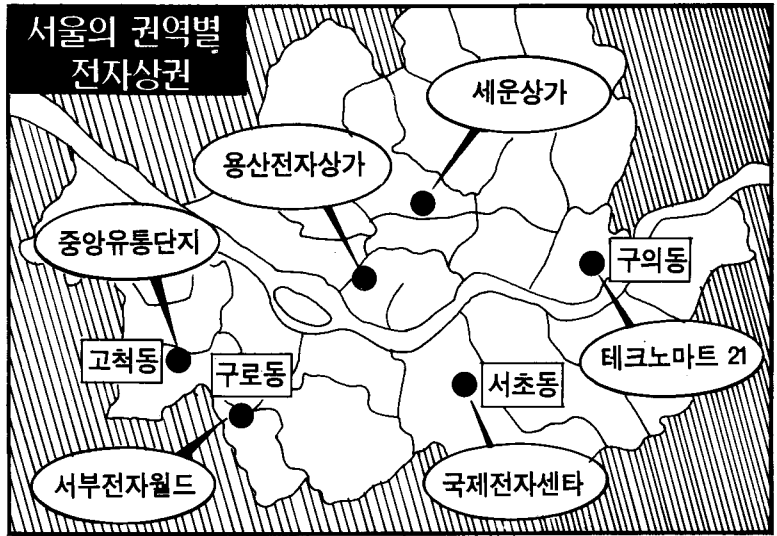 서울의 권역별
전자상권
세운상가
용산전자상가
중앙유통단지
구의동
고척동
구로동
서초동
테크노마트 21
서부전자월드
국제전자센타